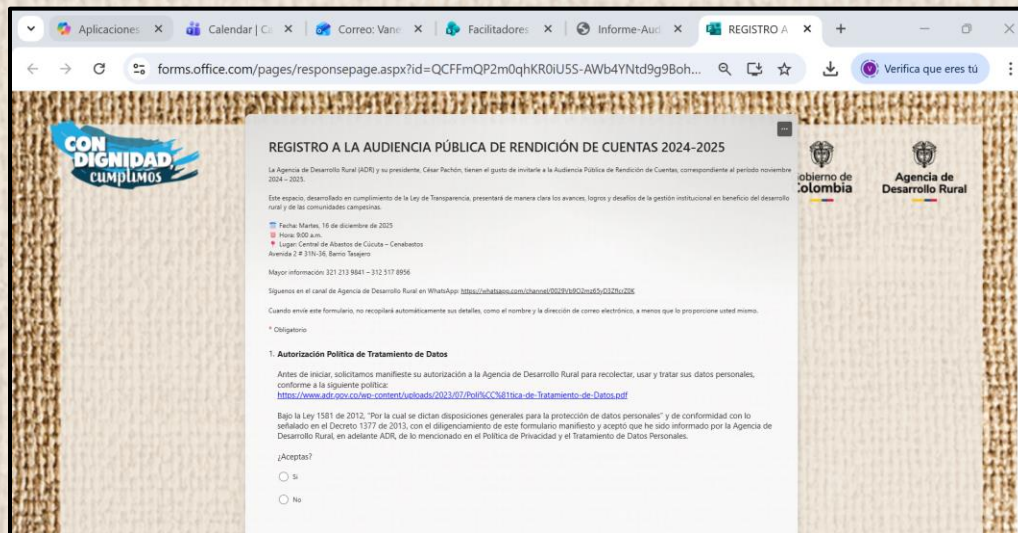 Aplicaciones
Calendar | Ca
Correo: Vane
Facilitadores
Informe-Aud
REGISTRO A
forms.office.com/pages/responsepage.aspx?id=QCFFmQP2m0qhKR0iU5S-AWb4YNtd9g9Boh...
Verifica que eres tú
CON
DIGNIDAD,
CUMPLIMOS
obierno de
Colombia
Agencia de
Desarrollo Rural
REGISTRO A LA AUDIENCIA PÚBLICA DE RENDICIÓN DE CUENTAS 2024-2025
La Agencia de Desarrollo Rural (ADR) y su presidente, César Pachón, tienen el gusto de invitarle a la Audiencia Pública de Rendición de Cuentas, correspondiente al periodo noviembre
2024 – 2025.
Este espacio, desarrollado en cumplimiento de la Ley de Transparencia, presentará de manera clara los avances, logros y desafíos de la gestión institucional en beneficio del desarrollo
rural y de las comunidades campesinas.
Fecha: Martes, 16 de diciembre de 2025
Hora: 9:00 a.m.
Lugar: Central de Abastos de Cúcuta – Cenabastos
Avenida 2 # 31N-36, Barrio Tasajero
Mayor información: 321 213 9641 – 312 517 8956
Síguenos en el canal de Agencia de Desarrollo Rural en WhatsApp:
Cuando envíe este formulario, no recopilará automáticamente sus detalles, como el nombre y la dirección de correo electrónico, a menos que lo proporcione usted mismo.
* Obligatorio
1. Autorización Política de Tratamiento de Datos
Antes de iniciar, solicitamos manifieste su autorización a la Agencia de Desarrollo Rural para recolectar, usar y tratar sus datos personales,
conforme a la siguiente política:
https://www.adr.gov.co/wp-content/uploads/2023/07/Poli%CC%81tica-de-Tratamiento-de-Datos.pdf
Bajo la Ley 1581 de 2012, "Por la cual se dictan disposiciones generales para la protección de datos personales" y de conformidad con lo
señalado en el Decreto 1377 de 2013, con el diligenciamiento de este formulario manifiesto y aceptó que he sido informado por la Agencia de
Desarrollo Rural, en adelante ADR, de lo mencionado en el Política de Privacidad y el Tratamiento de Datos Personales.
¿Aceptas?
Si
No